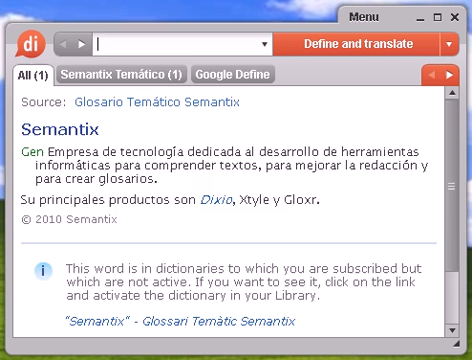 Menu
di
Define and translate
All (1)
Semantix Temático (1)
Google Define
Source: Glosario Temático Semantix
Semantix
Gen Empresa de tecnología dedicada al desarrollo de herramientas
informáticas para comprender textos, para mejorar la redacción y
para crear glosarios.
Su principales productos son Dixio, Xtyle y Gloxr.
© 2010 Semantix
i
This word is in dictionaries to which you are subscribed but
which are not active. If you want to see it, click on the link
and activate the dictionary in your Library.
"Semantix" - Glossari Temàtic Semantix